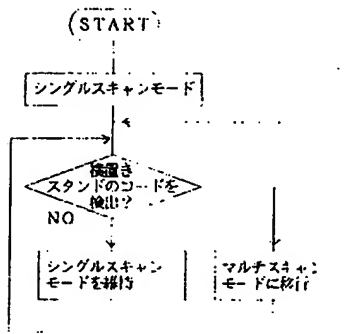 START
シングルスキャンモード
横置き
スタンドのコードを
検出?
NO
シングルスキャン
モードを維持
マルチスキャン
モードに移行